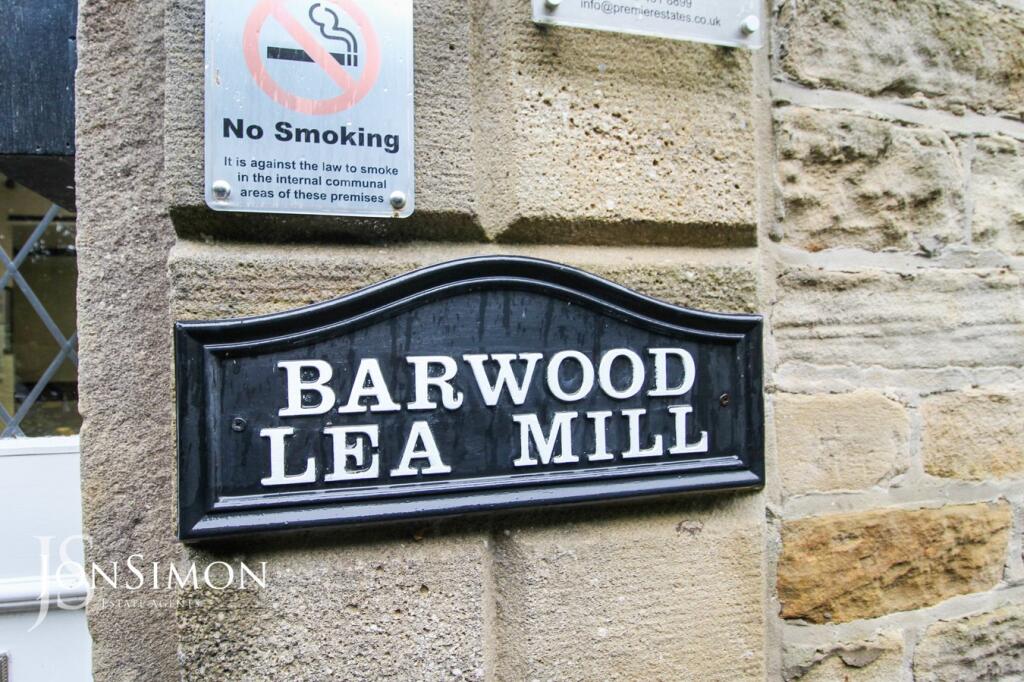 info@premierestates.co.uk
No Smoking
It is against the law to smoke
in the internal communal
areas of these premises
BARWOOD
LEA MILL
JONSIMON
ESTATE AGENTS